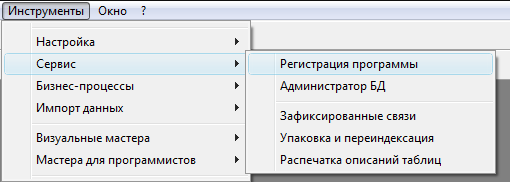 Инструменты Окно ?
Настройка
Сервис
Бизнес-процессы
Импорт данных
Визуальные мастера
Мастера для программистов
Регистрация программы
Администратор БД
Зафиксированные связи
Упаковка и переиндексация
Распечатка описаний таблиц